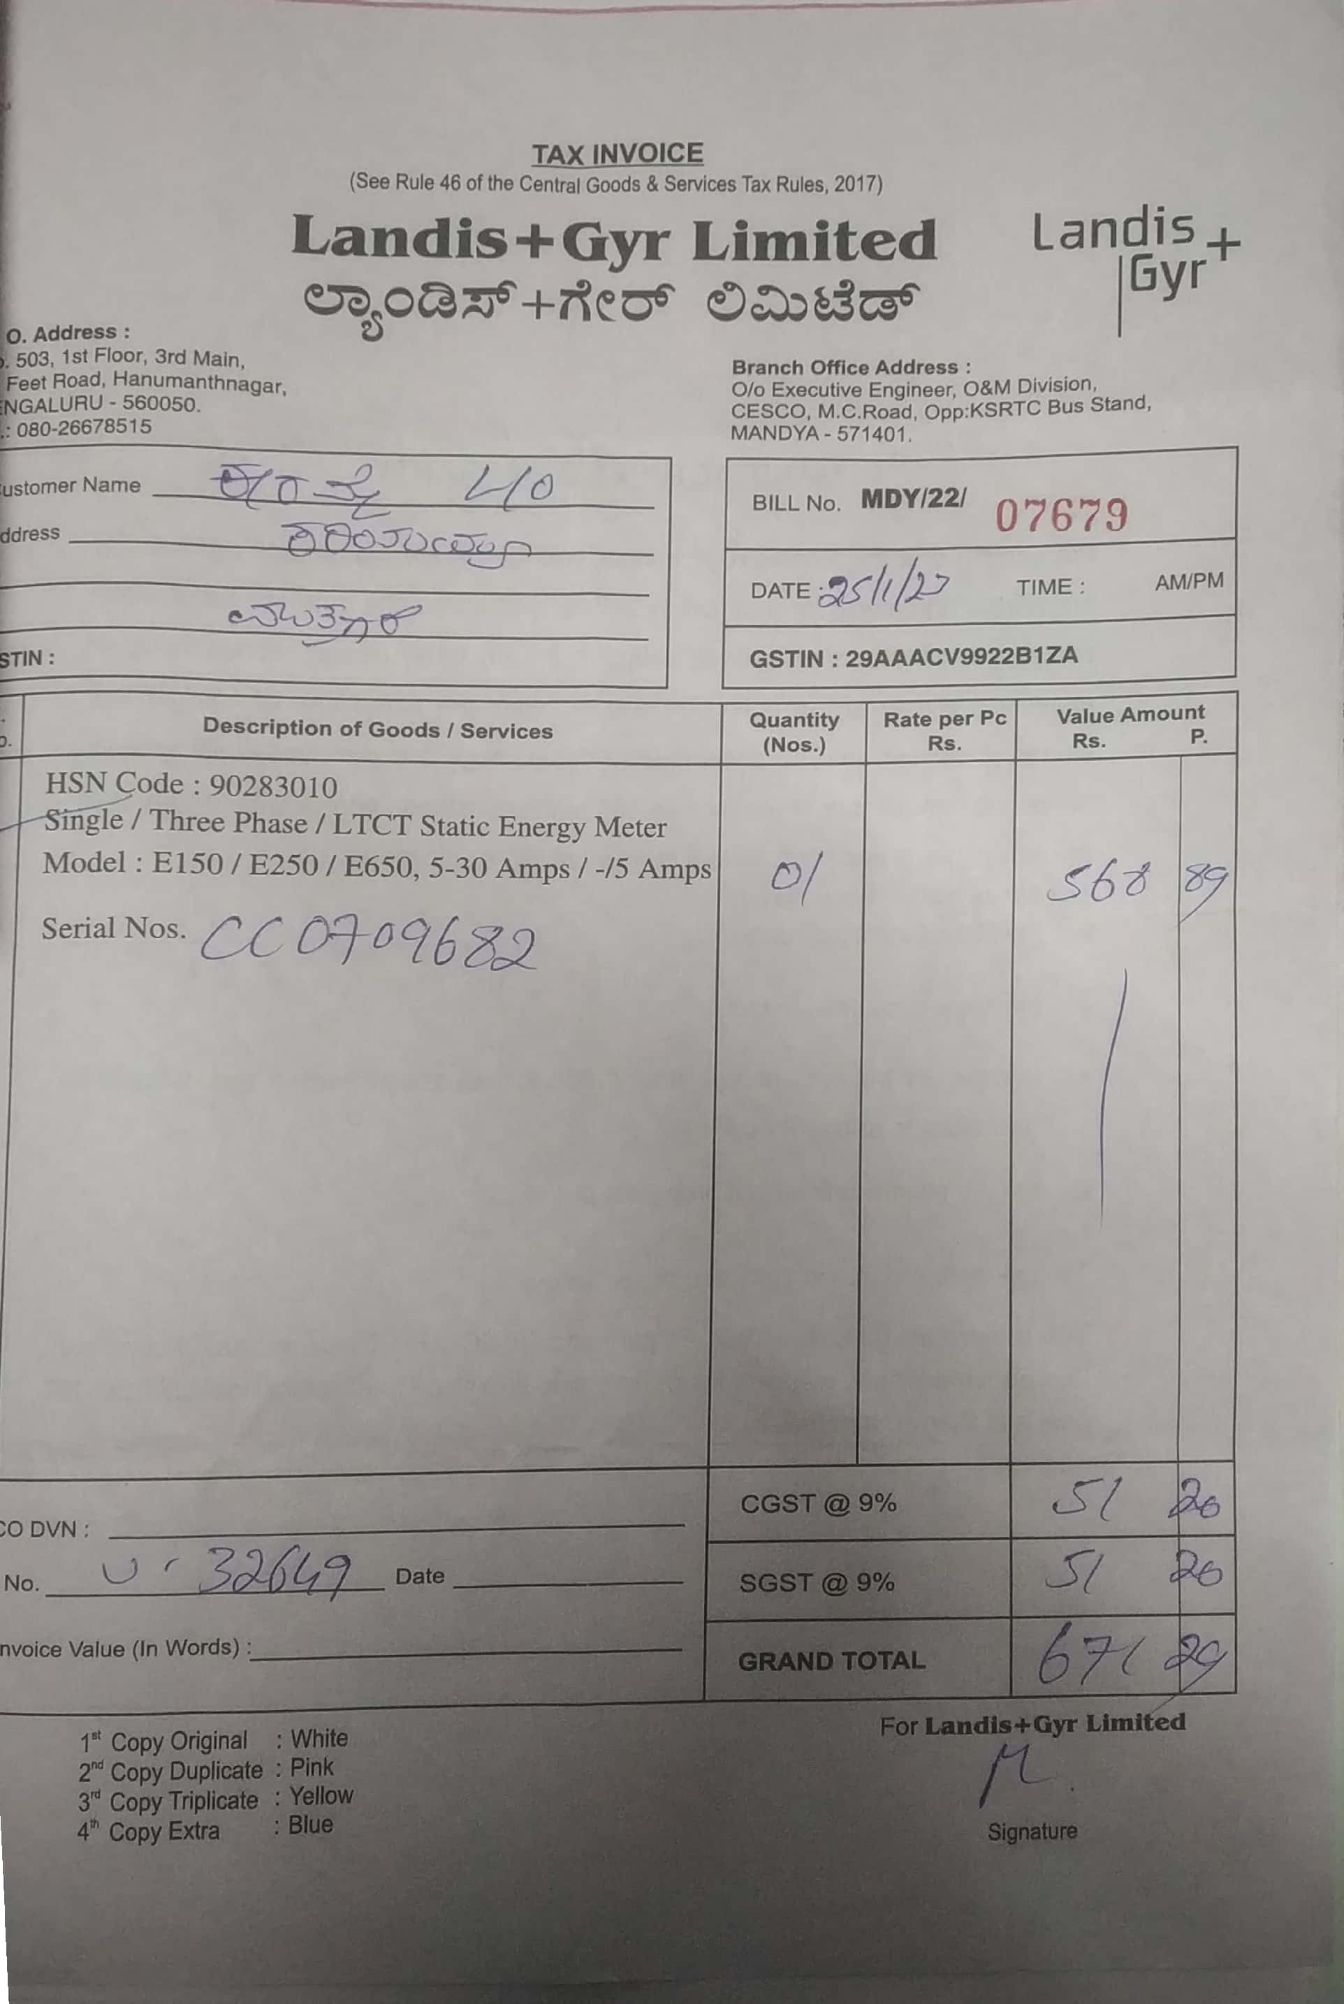 TAX INVOICE
(See Rule 46 of the Central Goods & Services Tax Rules, 2017)
Landis+Gyr Limited
ಲ್ಯಾಂಡಿಸ್+ಗೇರ್ ಲಿಮಿಟೆಡ್
Landis+
Gyr+
O. Address :
503, 1st Floor, 3rd Main,
Feet Road, Hanumanthnagar,
ENGALURU - 560050.
.: 080-26678515
Branch Office Address :
O/o Executive Engineer, O&M Division,
CESCO, M.C.Road, Opp:KSRTC Bus Stand,
MANDYA - 571401.
ustomer Name
ddress
STIN :
BILL No. MDY/22/ 07679
DATE : 25/1/23 TIME : AM/PM
GSTIN : 29AAACV9922B1ZA
Description of Goods / Services
Quantity (Nos.)
Rate per Pc Rs.
Value Amount Rs. P.
HSN Code : 90283010
Single / Three Phase / LTCT Static Energy Meter
Model : E150 / E250 / E650, 5-30 Amps / -/5 Amps 01 568 89
Serial Nos. CC0709682
CGST @ 9% 51 20
CO DVN :
No. 32649 Date
SGST @ 9% 51 20
nvoice Value (In Words) :
GRAND TOTAL 671 29
1st Copy Original : White
2nd Copy Duplicate : Pink
3rd Copy Triplicate : Yellow
4th Copy Extra : Blue
For Landis+Gyr Limited
Signature